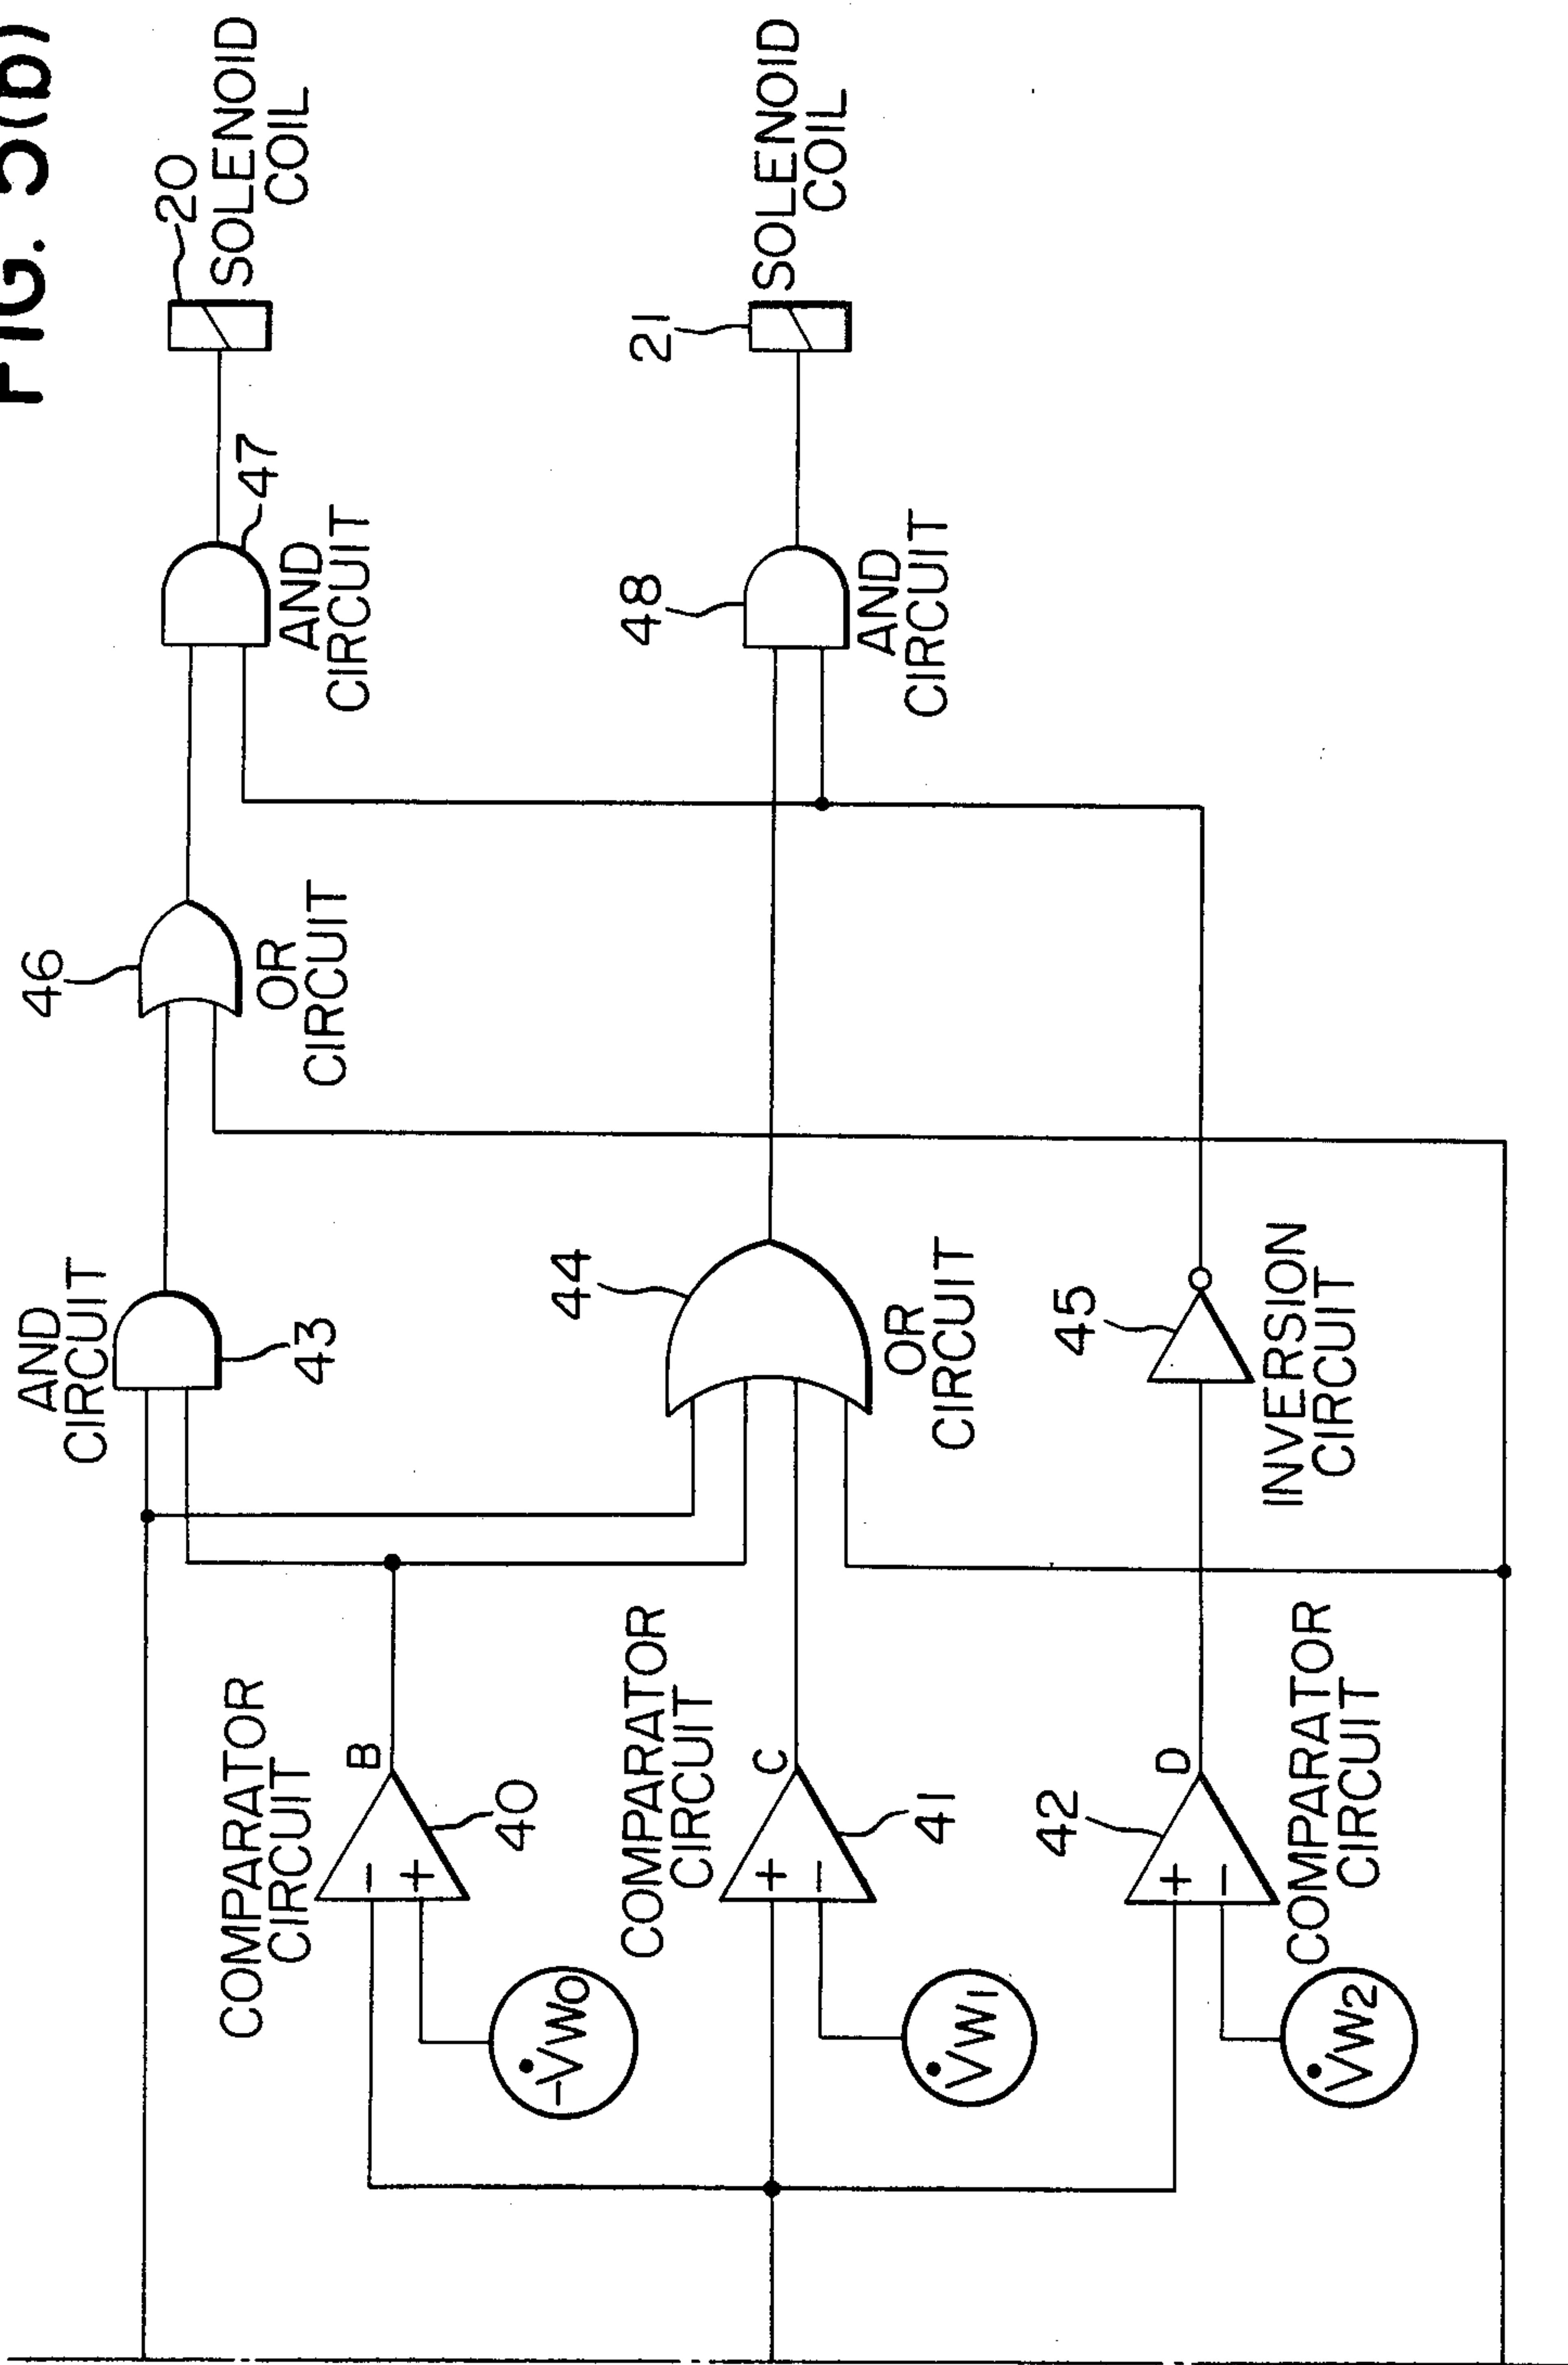 FIG. 5(b)
20
SOLENOID
COIL
21
SOLENOID
COIL
47
AND
CIRCUIT
48
AND
CIRCUIT
46
OR
CIRCUIT
AND
CIRCUIT
43
44
OR
CIRCUIT
45
INVERSION
CIRCUIT
COMPARATOR
CIRCUIT
B
40
−
+
−V̇W0
COMPARATOR
CIRCUIT
C
41
+
−
V̇W1
42
D
COMPARATOR
CIRCUIT
+
−
V̇W2